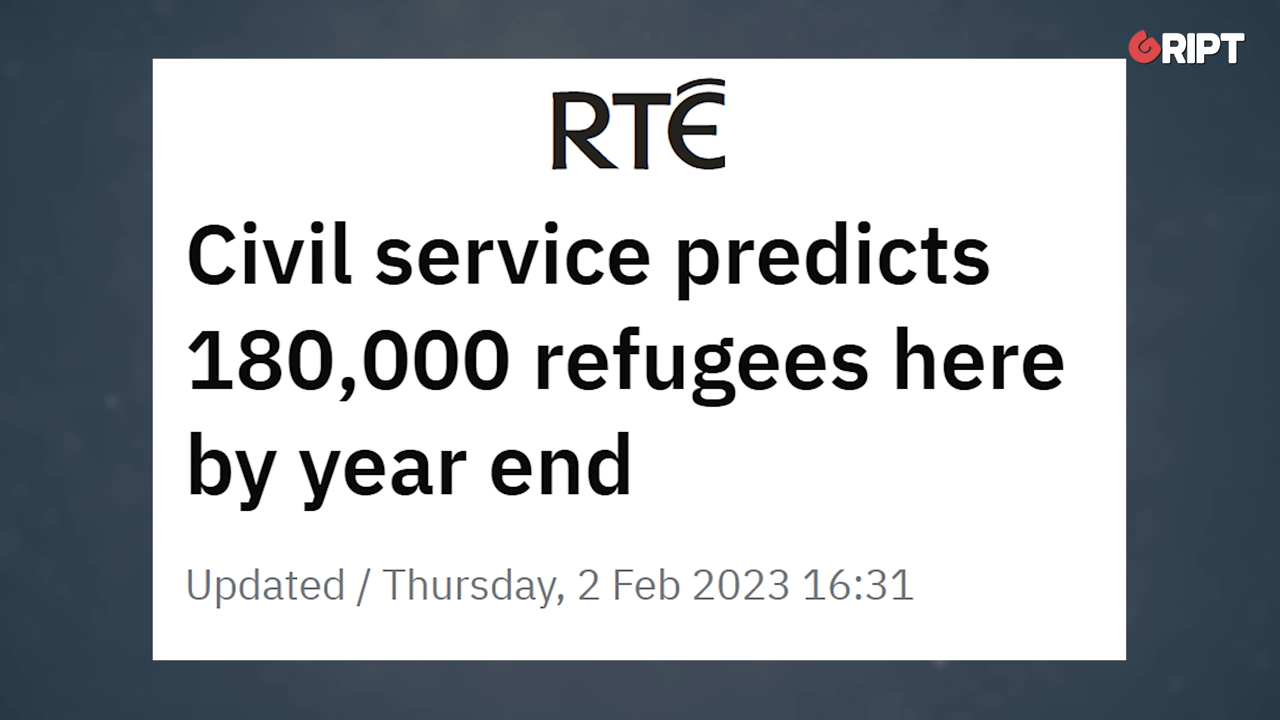 GRIPT
RTÉ
Civil service predicts
180,000 refugees here
by year end
Updated / Thursday, 2 Feb 2023 16:31